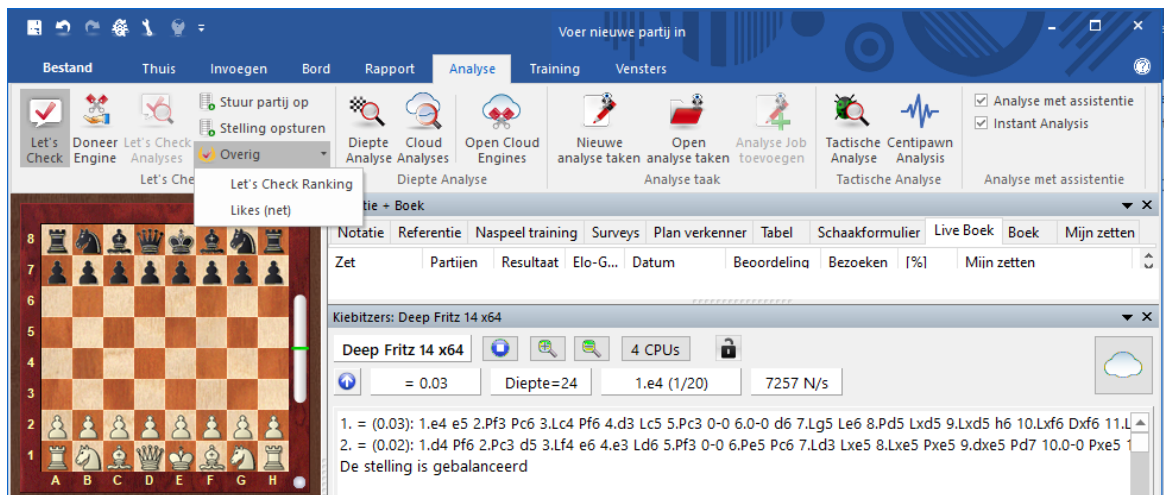 Voer nieuwe partij in
Bestand Thuis Invoegen Bord Rapport Analyse Training Vensters
Let's Check
Doneer Engine
Let's Check Analyses
Stuur partij op
Stelling opsturen
Overig
Let's Che
Let's Check Ranking
Likes (net)
Diepte Analyse
Cloud Analyses
Open Cloud Engines
Diepte Analyse
Nieuwe analyse taken
Open analyse taken
Analyse Job toevoegen
Analyse taak
Tactische Analyse
Centipawn Analysis
Tactische Analyse
Analyse met assistentie
Instant Analysis
Analyse met assistentie
tie + Boek
Notatie Referentie Naspeel training Surveys Plan verkenner Tabel Schaakformulier Live Boek Boek Mijn zetten
Zet Partijen Resultaat Elo-G... Datum Beoordeling Bezoeken [%] Mijn zetten
8
7
6
5
4
3
2
1
A B C D E F G H
Kiebitzers: Deep Fritz 14 x64
Deep Fritz 14 x64 4 CPUs
= 0.03 Diepte=24 1.e4 (1/20) 7257 N/s
1. = (0.03): 1.e4 e5 2.Pf3 Pc6 3.Lc4 Pf6 4.d3 Lc5 5.Pc3 0-0 6.0-0 d6 7.Lg5 Le6 8.Pd5 Lxd5 9.Lxd5 h6 10.Lxf6 Dxf6 11.L
2. = (0.02): 1.d4 Pf6 2.Pc3 d5 3.Lf4 e6 4.e3 Ld6 5.Pf3 0-0 6.Pe5 Pc6 7.Ld3 Lxe5 8.Lxe5 Pxe5 9.dxe5 Pd7 10.0-0 Pxe5 1
De stelling is gebalanceerd